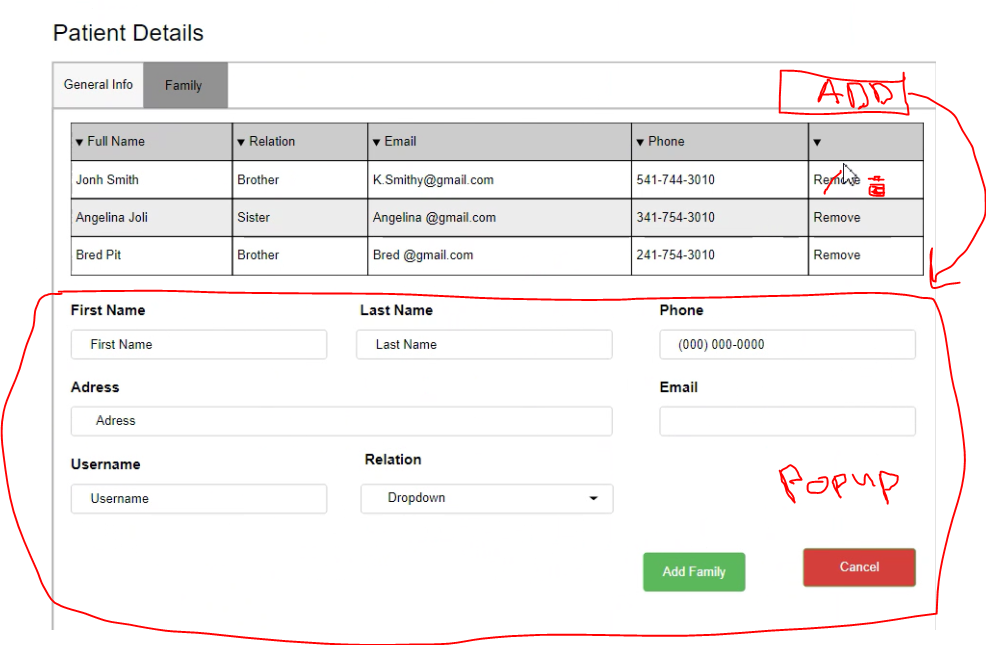 Patient Details
General Info Family
ADD
▼ Full Name ▼ Relation ▼ Email ▼ Phone ▼
Jonh Smith Brother K.Smithy@gmail.com 541-744-3010 Remove
Angelina Joli Sister Angelina @gmail.com 341-754-3010 Remove
Bred Pit Brother Bred @gmail.com 241-754-3010 Remove
First Name Last Name Phone
First Name Last Name (000) 000-0000
Adress Email
Adress
Username Relation
Username Dropdown
Popup
Add Family Cancel